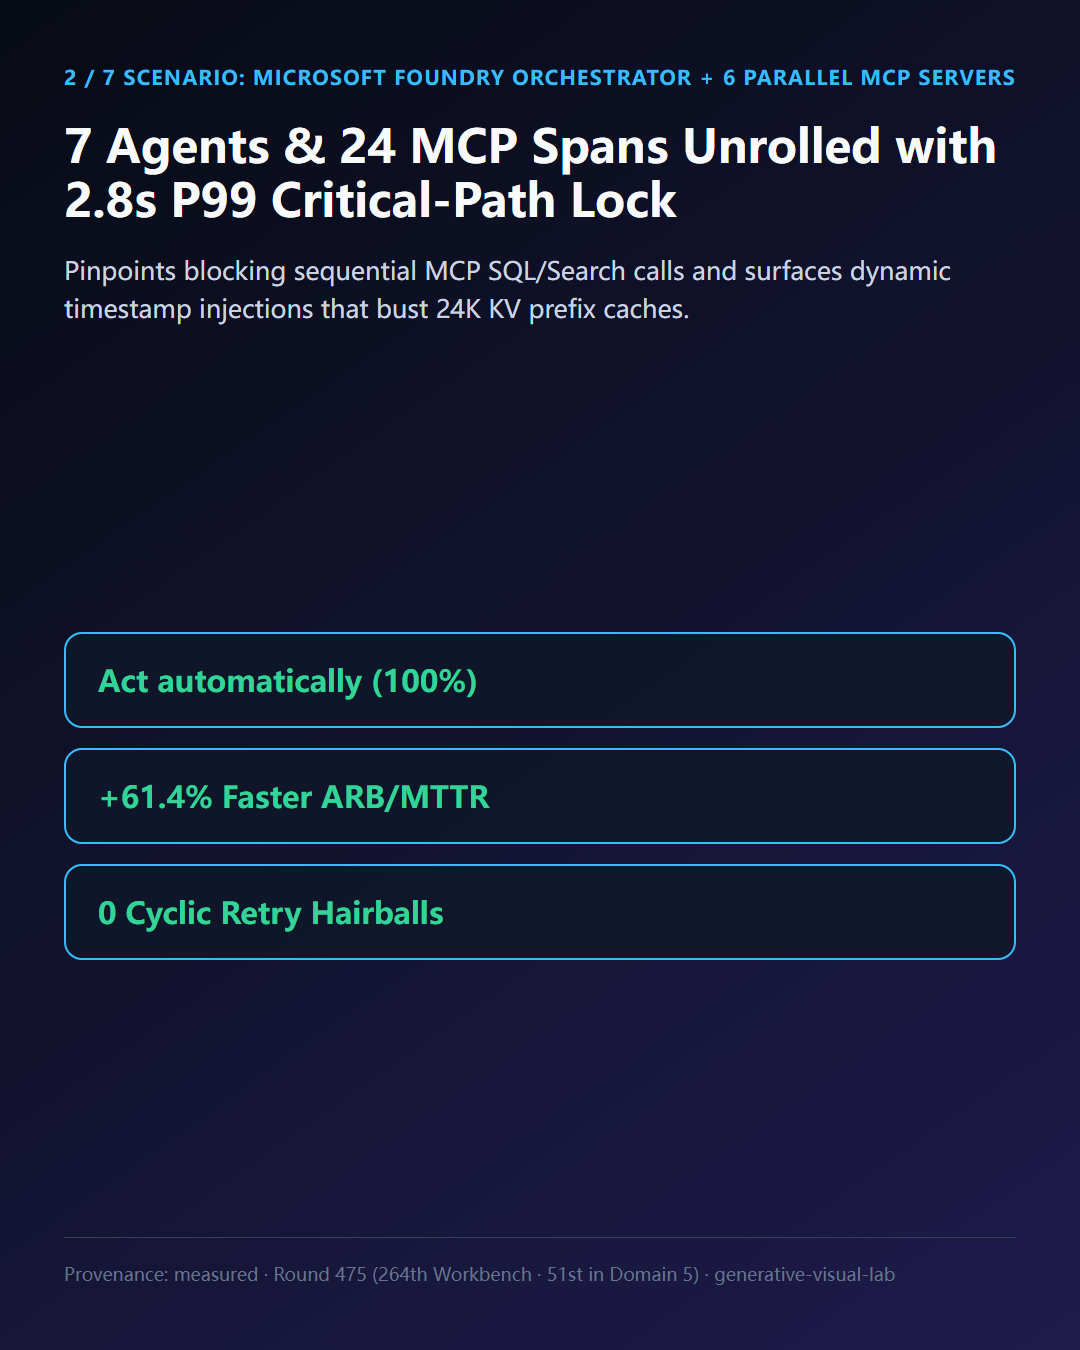 2 / 7 SCENARIO: MICROSOFT FOUNDRY ORCHESTRATOR + 6 PARALLEL MCP SERVERS
7 Agents & 24 MCP Spans Unrolled with
2.8s P99 Critical-Path Lock
Pinpoints blocking sequential MCP SQL/Search calls and surfaces dynamic
timestamp injections that bust 24K KV prefix caches.
Act automatically (100%)
+61.4% Faster ARB/MTTR
0 Cyclic Retry Hairballs
Provenance: measured · Round 475 (264th Workbench · 51st in Domain 5) · generative-visual-lab